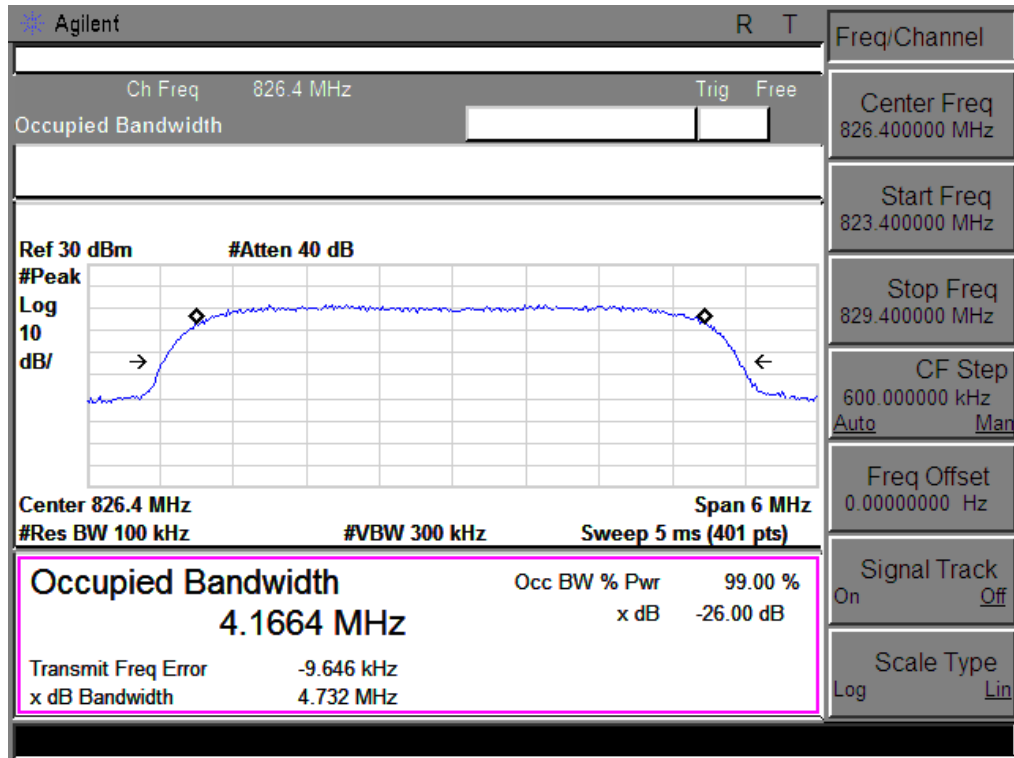 Agilent R T
Ch Freq 826.4 MHz Trig Free
Occupied Bandwidth
Ref 30 dBm #Atten 40 dB
#Peak
Log
10
dB/
Center 826.4 MHz Span 6 MHz
#Res BW 100 kHz #VBW 300 kHz Sweep 5 ms (401 pts)
Occupied Bandwidth Occ BW % Pwr 99.00 %
4.1664 MHz x dB -26.00 dB
Transmit Freq Error -9.646 kHz
x dB Bandwidth 4.732 MHz
Freq/Channel
Center Freq
826.400000 MHz
Start Freq
823.400000 MHz
Stop Freq
829.400000 MHz
CF Step
600.000000 kHz
Auto Man
Freq Offset
0.00000000 Hz
Signal Track
On Off
Scale Type
Log Lin